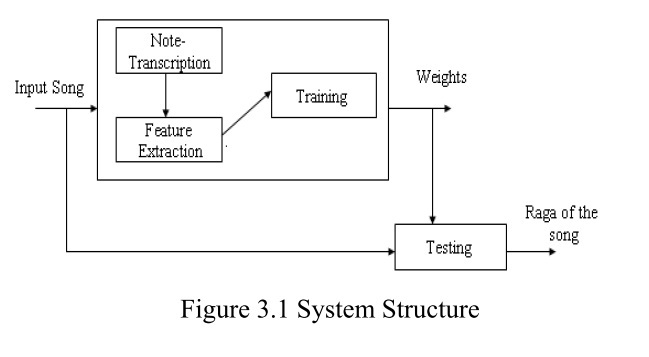 Note-
Transcription
Input Song
Feature
Extraction
Training
Weights
Testing
Raga of the
song
Figure 3.1 System Structure